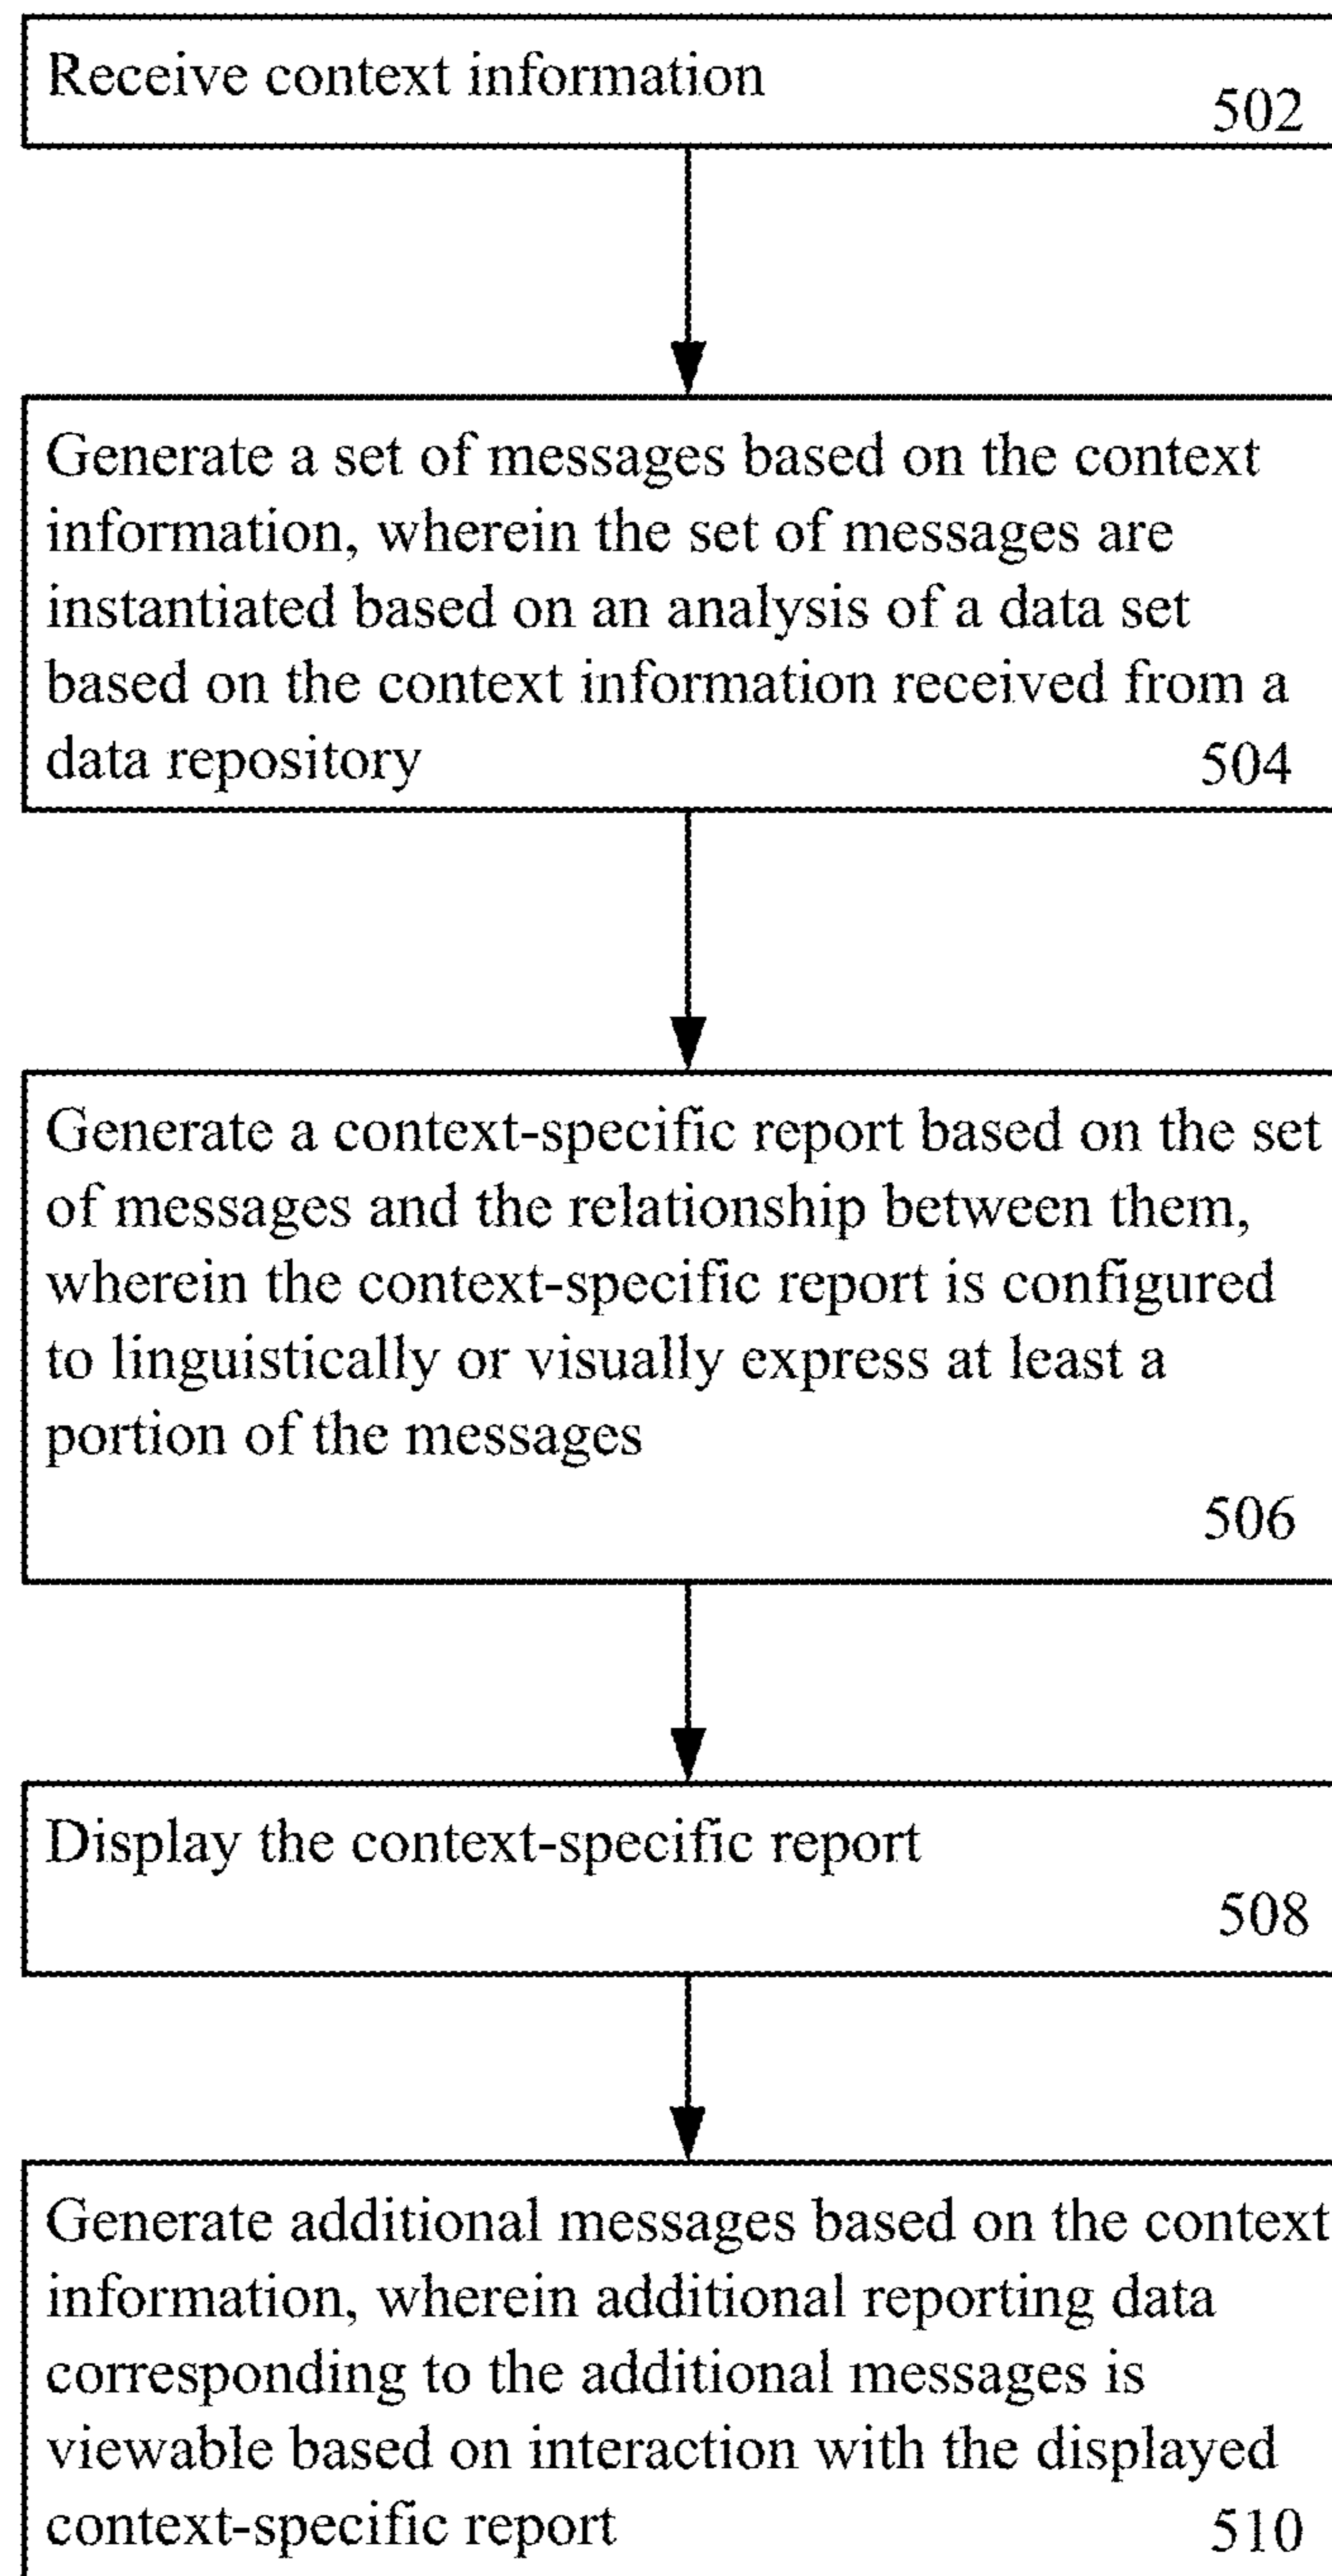 Receive context information
502
Generate a set of messages based on the context
information, wherein the set of messages are
instantiated based on an analysis of a data set
based on the context information received from a
data repository 504
Generate a context-specific report based on the set
of messages and the relationship between them,
wherein the context-specific report is configured
to linguistically or visually express at least a
portion of the messages
506
Display the context-specific report
508
Generate additional messages based on the context
information, wherein additional reporting data
corresponding to the additional messages is
viewable based on interaction with the displayed
context-specific report 510